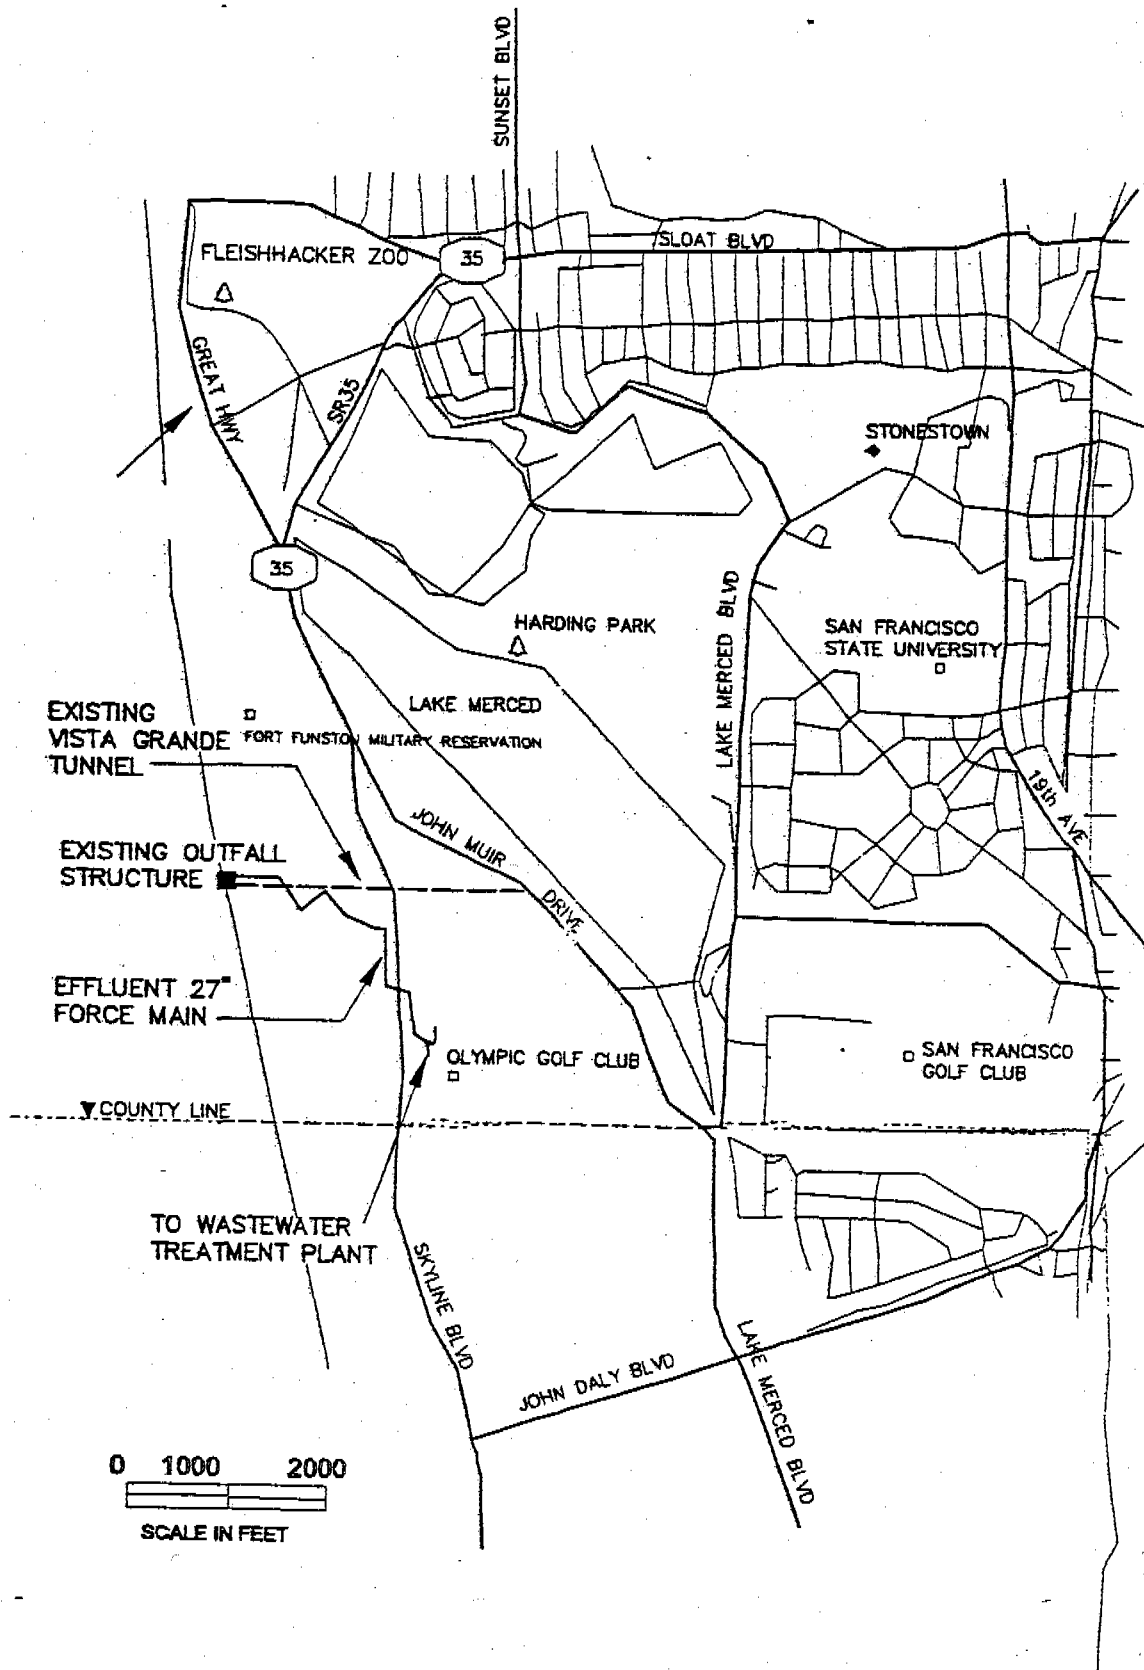 SUNSET BLVD
SLOAT BLVD
FLEISHHACKER ZOO
35
GREAT HWY
SR35
STONESTOWN
35
LAKE MERCED BLVD
HARDING PARK
SAN FRANCISCO
STATE UNIVERSITY
LAKE MERCED
EXISTING
VISTA GRANDE
TUNNEL
FORT FUNSTON MILITARY RESERVATION
19th AVE
JOHN MUIR
DRIVE
EXISTING OUTFALL
STRUCTURE
EFFLUENT 27"
FORCE MAIN
OLYMPIC GOLF CLUB
SAN FRANCISCO
GOLF CLUB
COUNTY LINE
TO WASTEWATER
TREATMENT PLANT
SKYLINE BLVD
JOHN DALY BLVD
LAKE MERCED BLVD
0 1000 2000
SCALE IN FEET